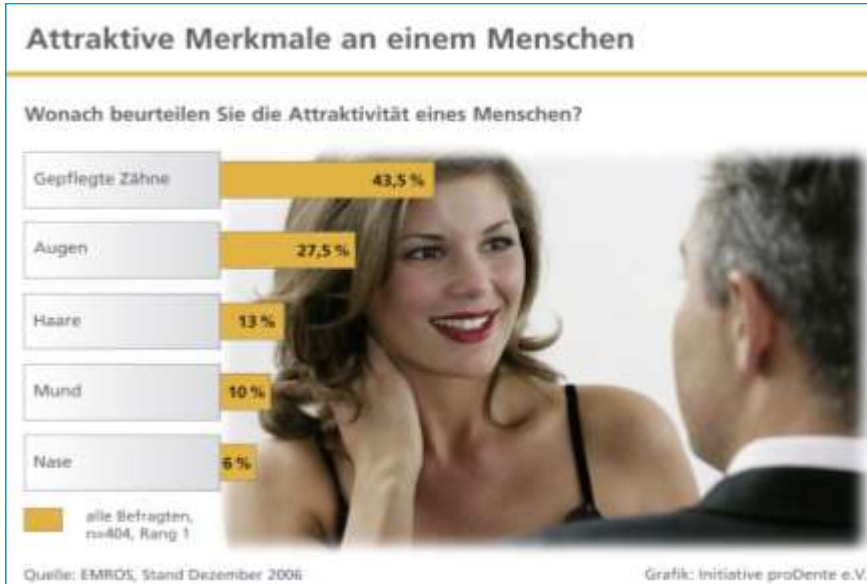 Attraktive Merkmale an einem Menschen
Wonach beurteilen Sie die Attraktivität eines Menschen?
Gepflegte Zähne 43,5 %
Augen 27,5 %
Haare 13 %
Mund 10 %
Nase 6 %
alle Befragten,
n=404, Rang 1
Quelle: EMROS, Stand Dezember 2006 Grafik: Initiative proDente e.V.